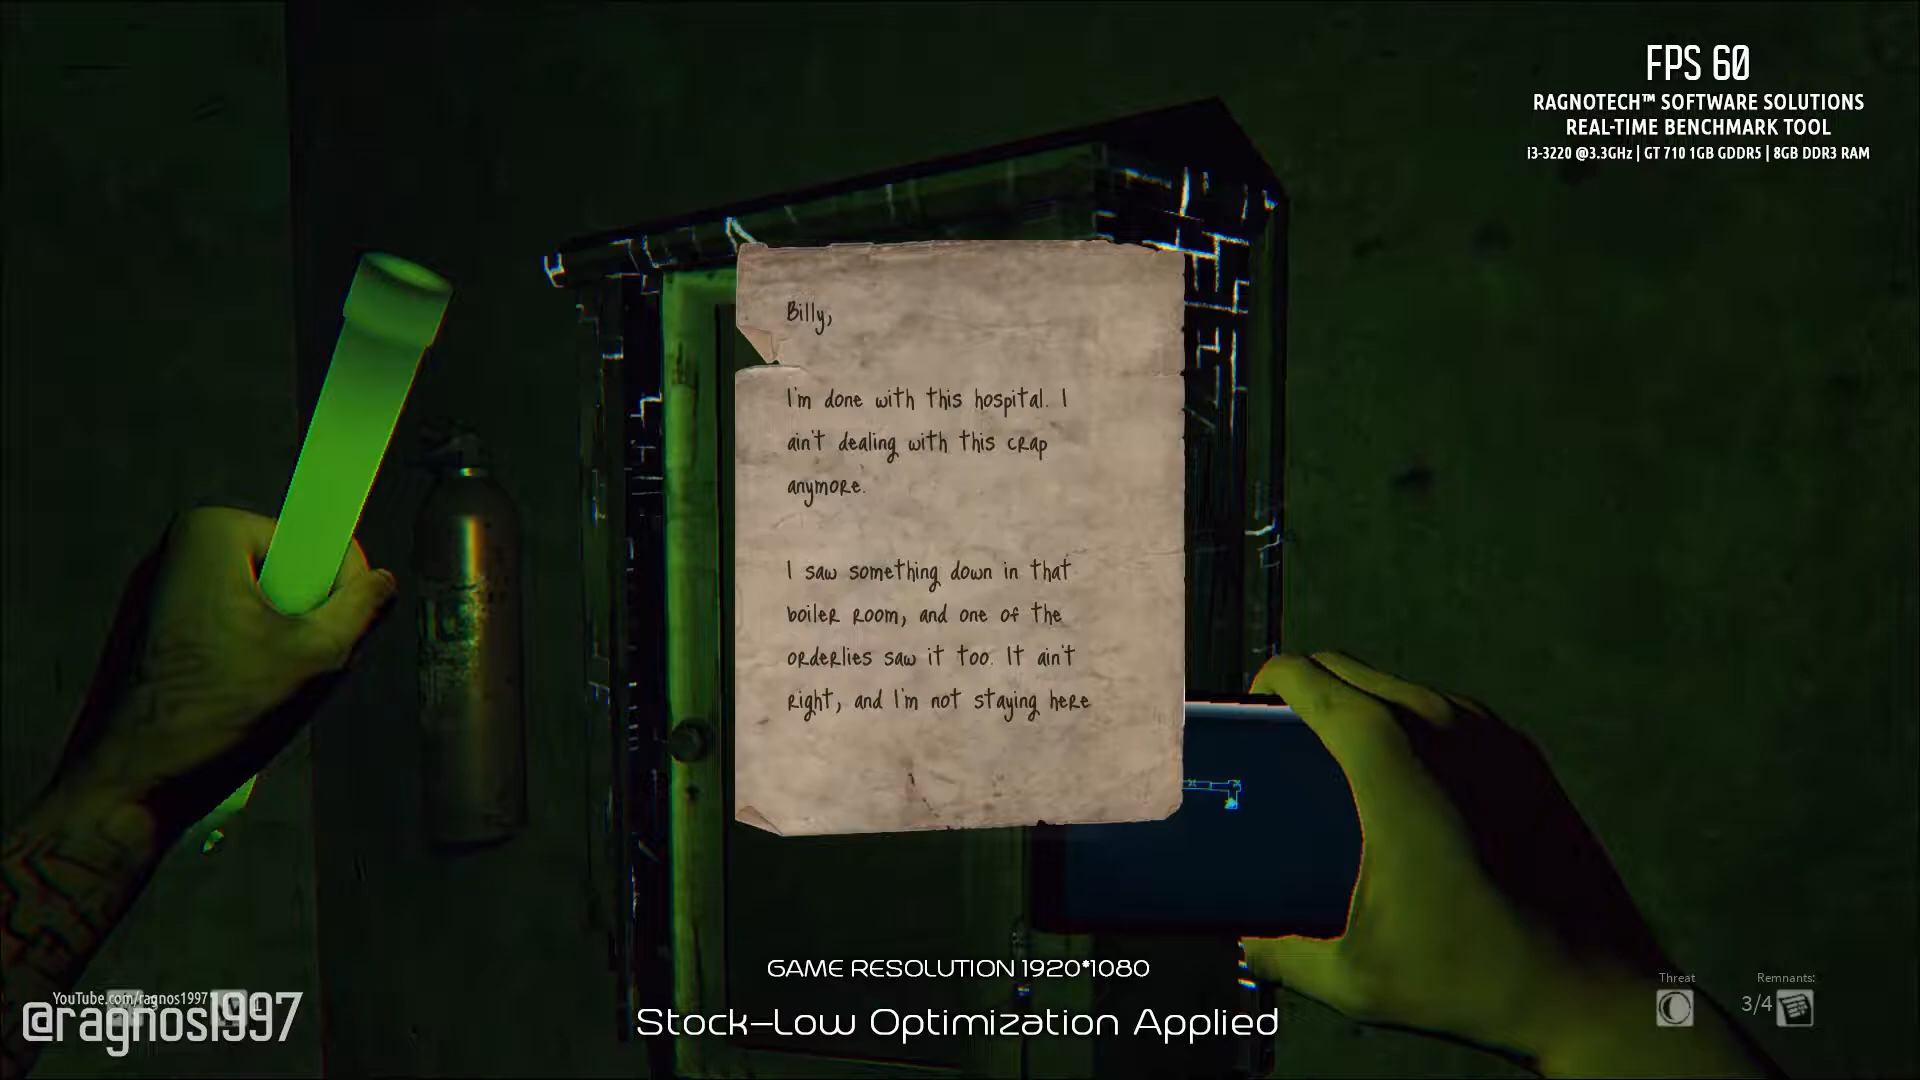 FPS 60
RAGNOTECH™ SOFTWARE SOLUTIONS
REAL-TIME BENCHMARK TOOL
i3-3220 @3.3GHz | GT 710 1GB GDDR5 | 8GB DDR3 RAM
Billy,
I'm done with this hospital. I
ain't dealing with this crap
anymore.
I saw something down in that
boiler room, and one of the
orderlies saw it too. It ain't
right, and I'm not staying here
GAME RESOLUTION 1920*1080
Stock-Low Optimization Applied
YouTube.com/ragnos1997
@ragnos1997
Threat
Remnants:
3/4